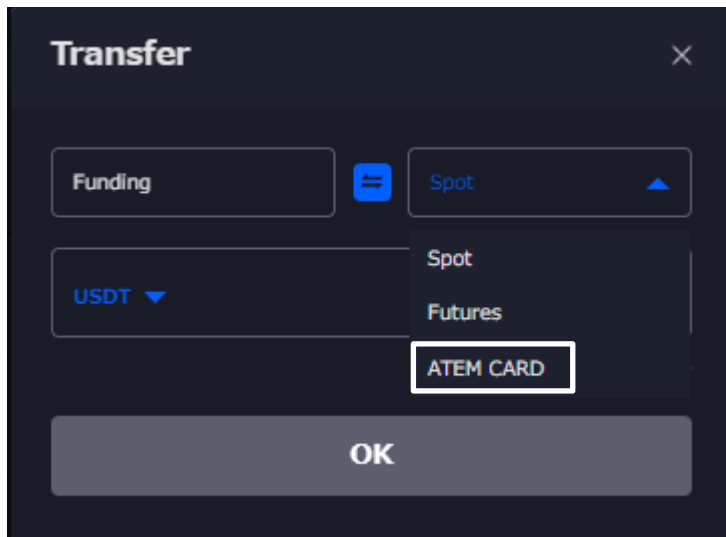 Transfer
Funding
Spot
Spot
USDT
Futures
ATEM CARD
OK